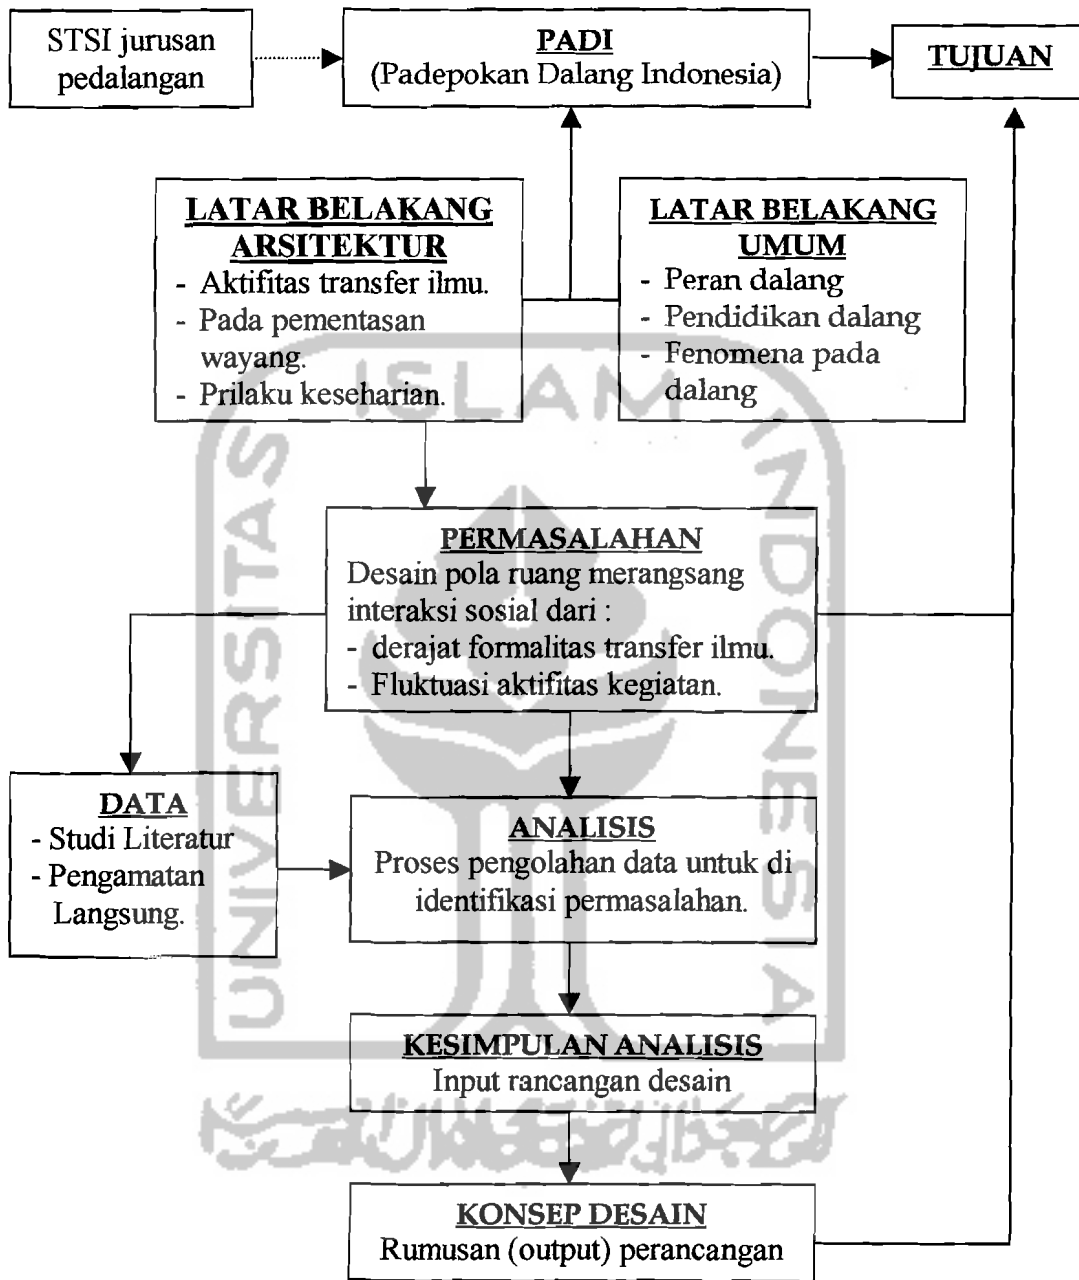 STSI jurusan
pedalangan
PADI
(Padepokan Dalang Indonesia)
TUJUAN
LATAR BELAKANG
ARSITEKTUR
- Aktifitas transfer ilmu.
- Pada pementasan
wayang.
- Prilaku keseharian.
LATAR BELAKANG
UMUM
- Peran dalang
- Pendidikan dalang
- Fenomena pada
dalang
PERMASALAHAN
Desain pola ruang merangsang
interaksi sosial dari :
- derajat formalitas transfer ilmu.
- Fluktuasi aktifitas kegiatan.
DATA
- Studi Literatur
- Pengamatan
Langsung.
ANALISIS
Proses pengolahan data untuk di
identifikasi permasalahan.
KESIMPULAN ANALISIS
Input rancangan desain
KONSEP DESAIN
Rumusan (output) perancangan
UNIVERSITAS
ISLAM
INDONESIA